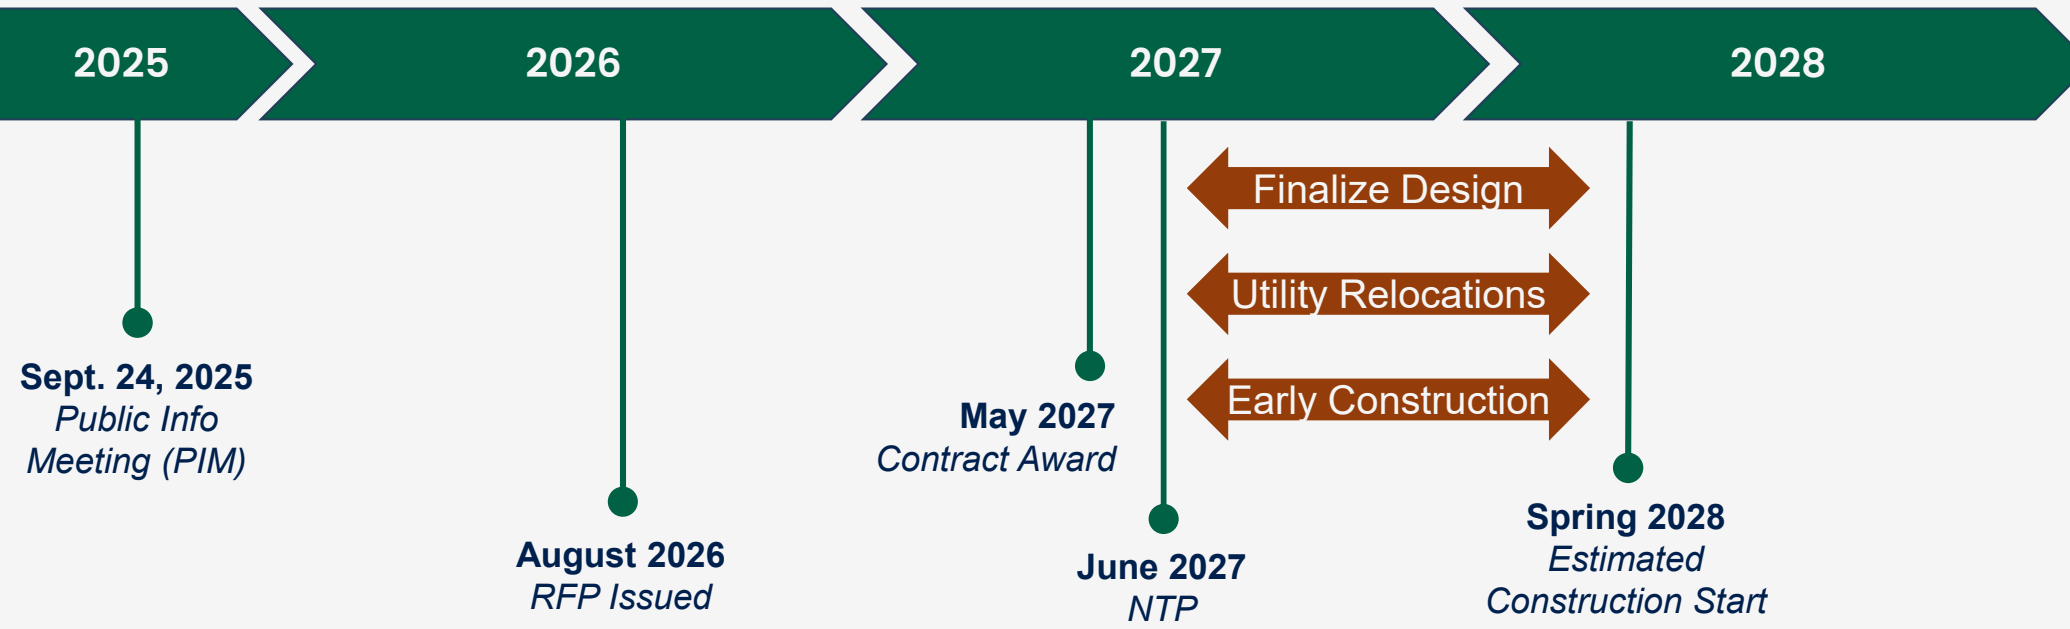 2025
2026
2027
2028
Sept. 24, 2025
Public Info
Meeting (PIM)
August 2026
RFP Issued
May 2027
Contract Award
June 2027
NTP
Finalize Design
Utility Relocations
Early Construction
Spring 2028
Estimated
Construction Start